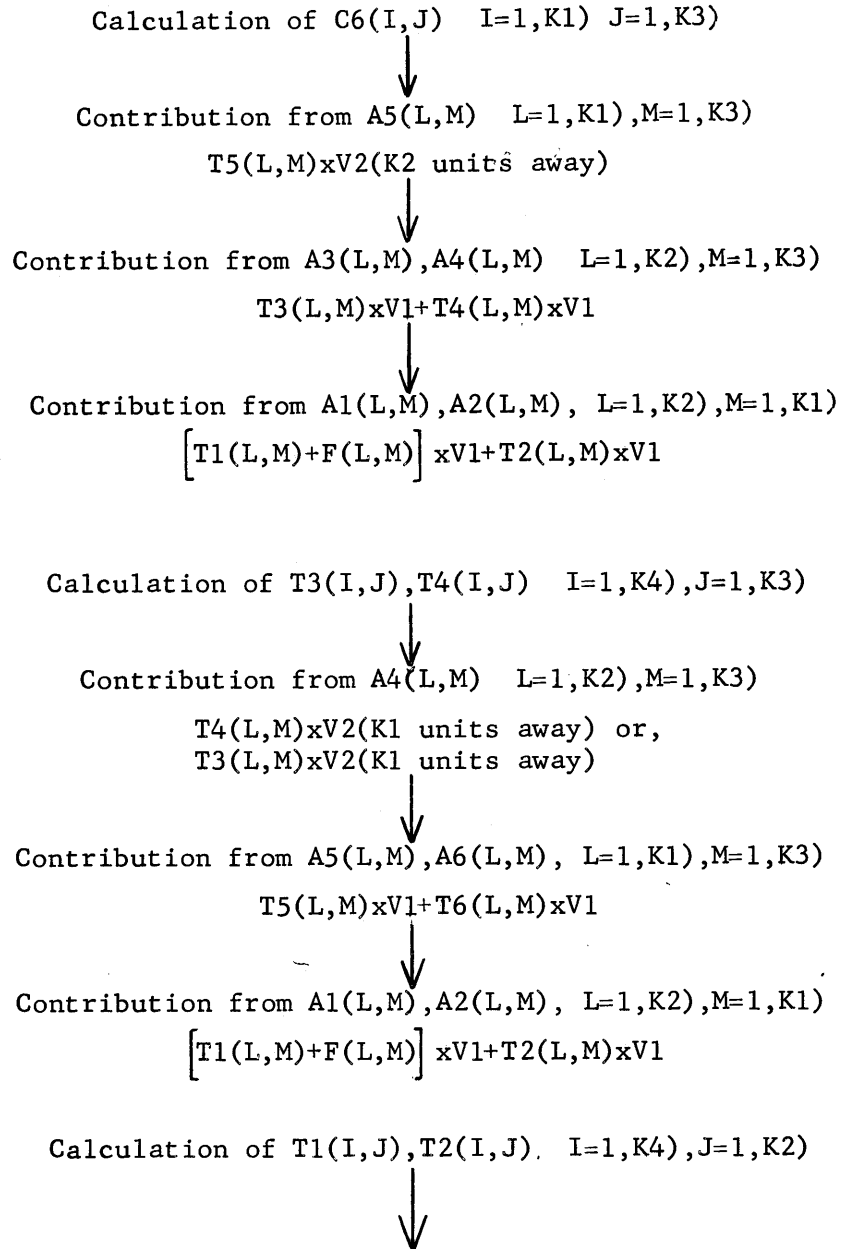 Calculation of C6(I,J) I=1,K1) J=1,K3)
Contribution from A5(L,M) L=1,K1),M=1,K3)
T5(L,M)xV2(K2 units away)
Contribution from A3(L,M),A4(L,M) L=1,K2),M=1,K3)
T3(L,M)xV1+T4(L,M)xV1
Contribution from A1(L,M),A2(L,M), L=1,K2),M=1,K1)
[T1(L,M)+F(L,M)] xV1+T2(L,M)xV1
Calculation of T3(I,J),T4(I,J) I=1,K4),J=1,K3)
Contribution from A4(L,M) L=1,K2),M=1,K3)
T4(L,M)xV2(K1 units away) or,
T3(L,M)xV2(K1 units away)
Contribution from A5(L,M),A6(L,M), L=1,K1),M=1,K3)
T5(L,M)xV1+T6(L,M)xV1
Contribution from A1(L,M),A2(L,M), L=1,K2),M=1,K1)
[T1(L,M)+F(L,M)] xV1+T2(L,M)xV1
Calculation of T1(I,J),T2(I,J). I=1,K4),J=1,K2)